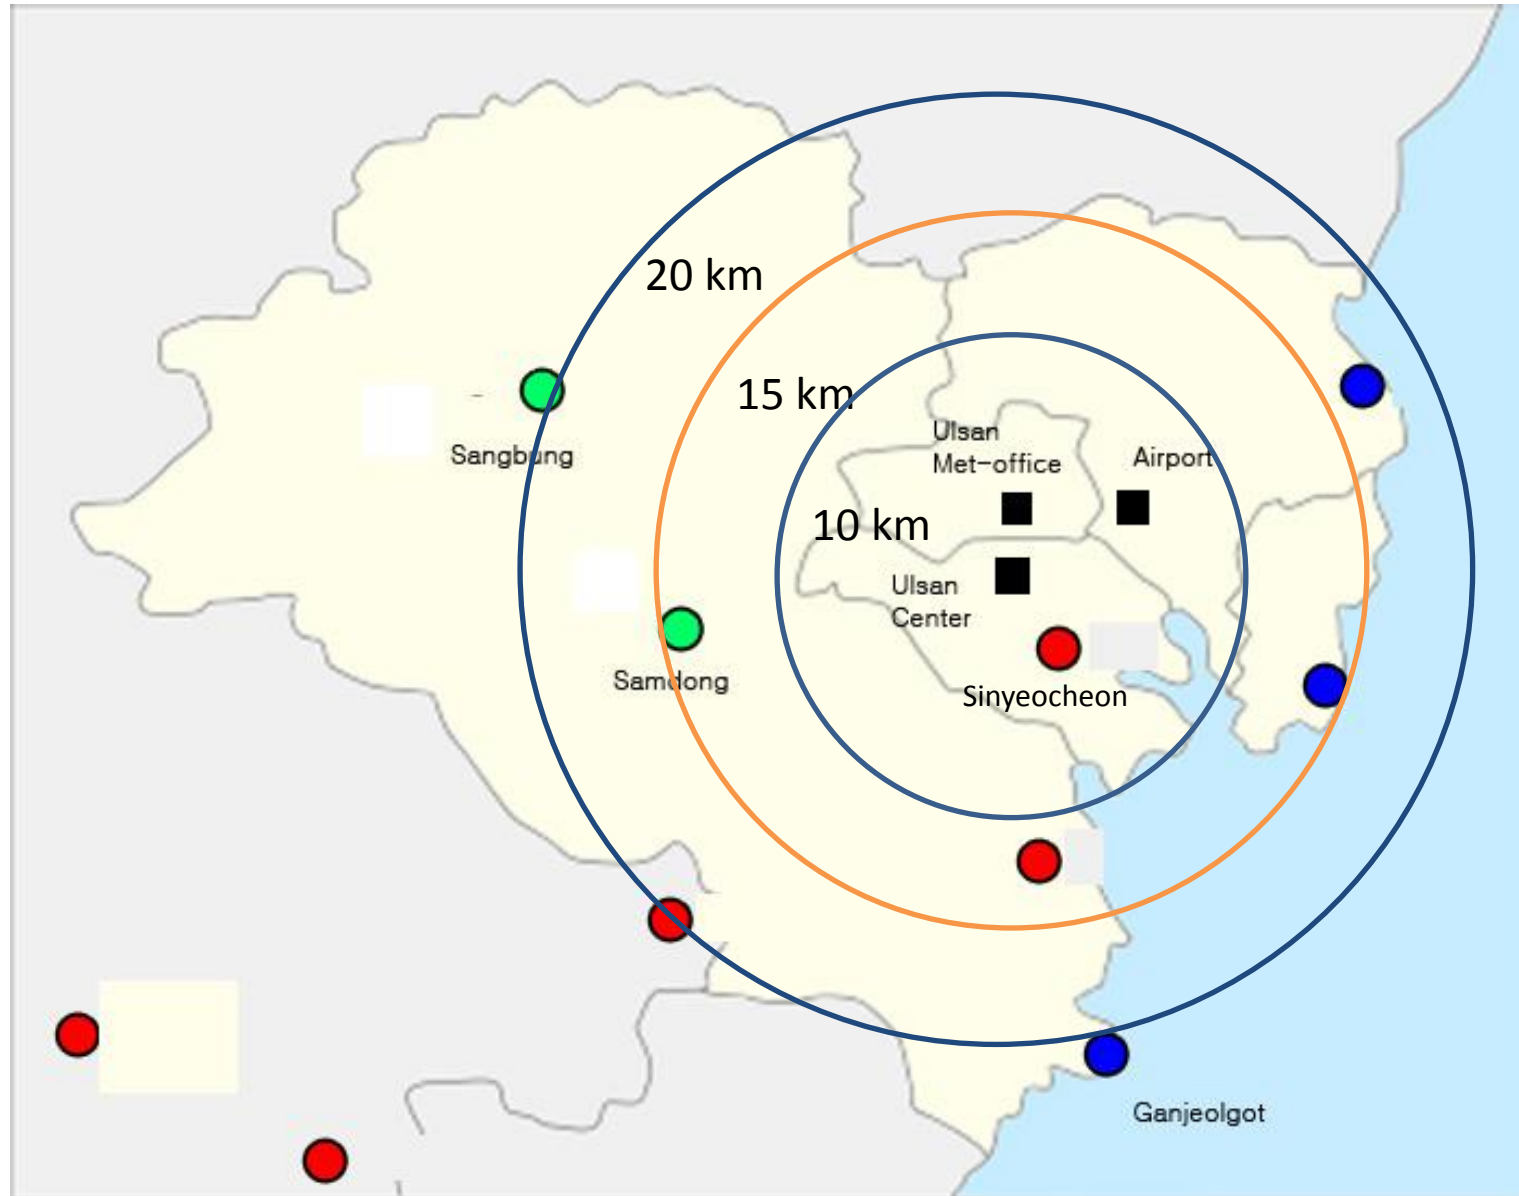 20 km
15 km
Ulsan
Met-office
Airport
Sangbung
10 km
Ulsan
Center
Samdong
Sinyeocheon
Ganjeolgot